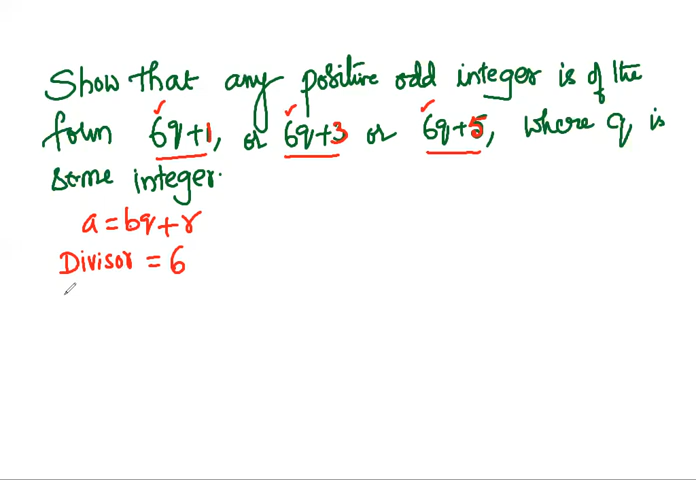 Show that any positive odd integer is of the
form 6q+1, or 6q+3 or 6q+5, where q is
some integer.
a = bq + r
Divisor = 6